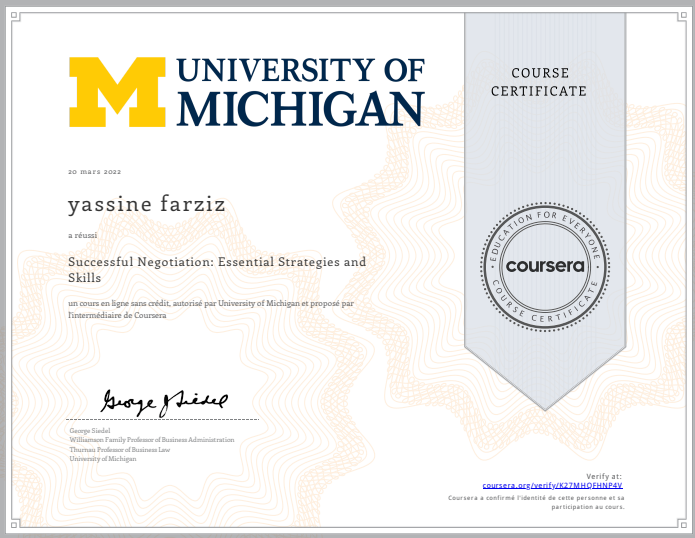 UNIVERSITY OF
MICHIGAN
COURSE
CERTIFICATE
20 mars 2022
yassine farziz
a réussi
Successful Negotiation: Essential Strategies and
Skills
un cours en ligne sans crédit, autorisé par University of Michigan et proposé par
l'intermédiaire de Coursera
EDUCATION FOR EVERYONE
coursera
COURSE CERTIFICATE
George J Siedel
George Siedel
Williamson Family Professor of Business Administration
Thurnau Professor of Business Law
University of Michigan
Verify at:
coursera.org/verify/K27MHQFHNP4V
Coursera a confirmé l'identité de cette personne et sa
participation au cours.